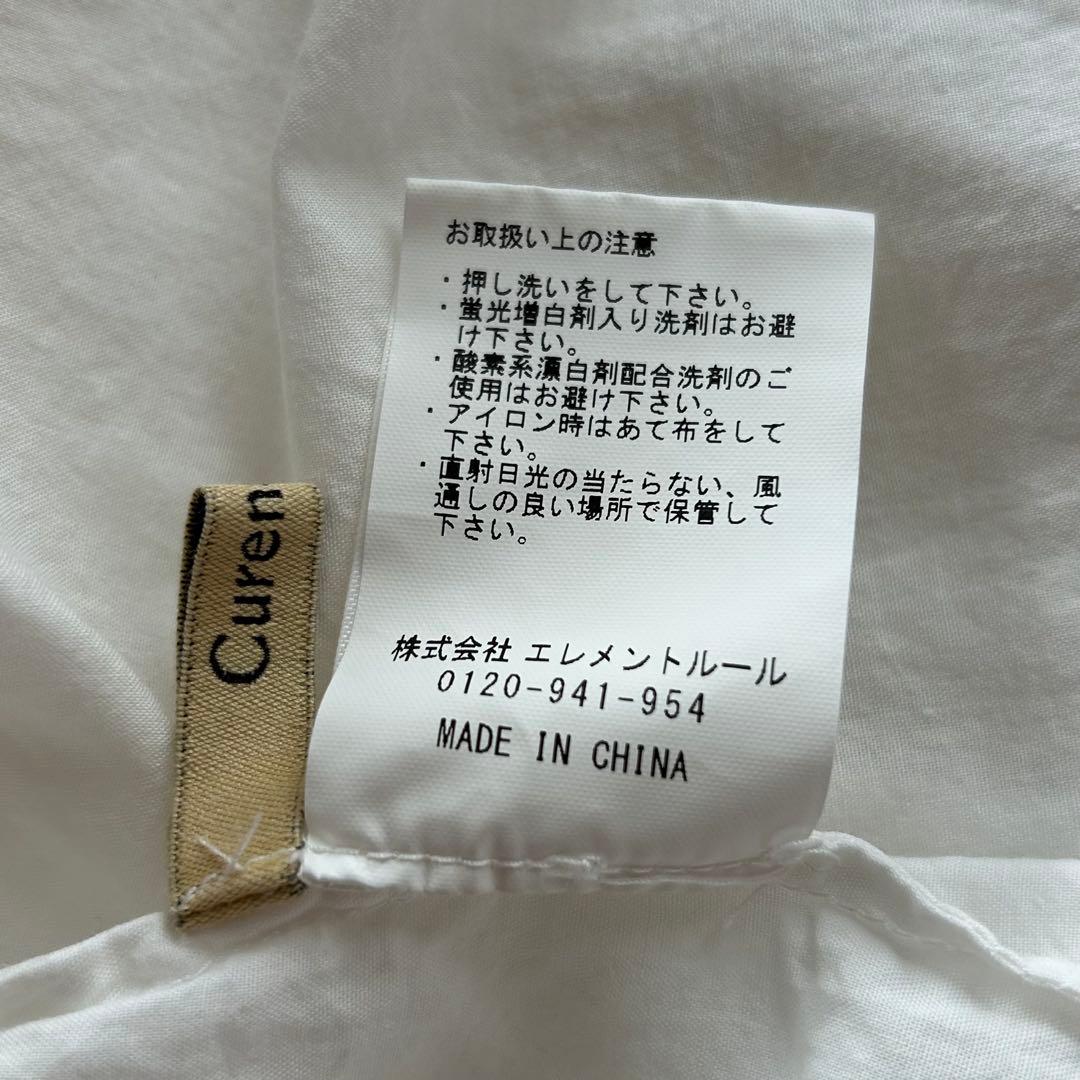 お取扱い上の注意
・押し洗いをして下さい。
・蛍光増白剤入り洗剤はお避
け下さい。
・酸素系漂白剤配合洗剤のご
使用はお避け下さい。
・アイロン時はあて布をして
下さい。
・直射日光の当たらない、風
通しの良い場所で保管して
下さい。
株式会社 エレメントルール
0120-941-954
MADE IN CHINA
Curen